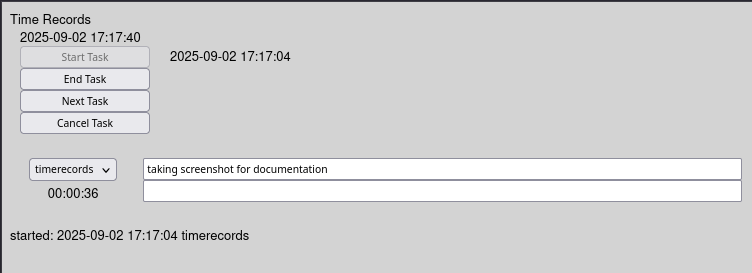 Time Records
2025-09-02 17:17:40
Start Task
2025-09-02 17:17:04
End Task
Next Task
Cancel Task
timerecords
taking screenshot for documentation
00:00:36
started: 2025-09-02 17:17:04 timerecords